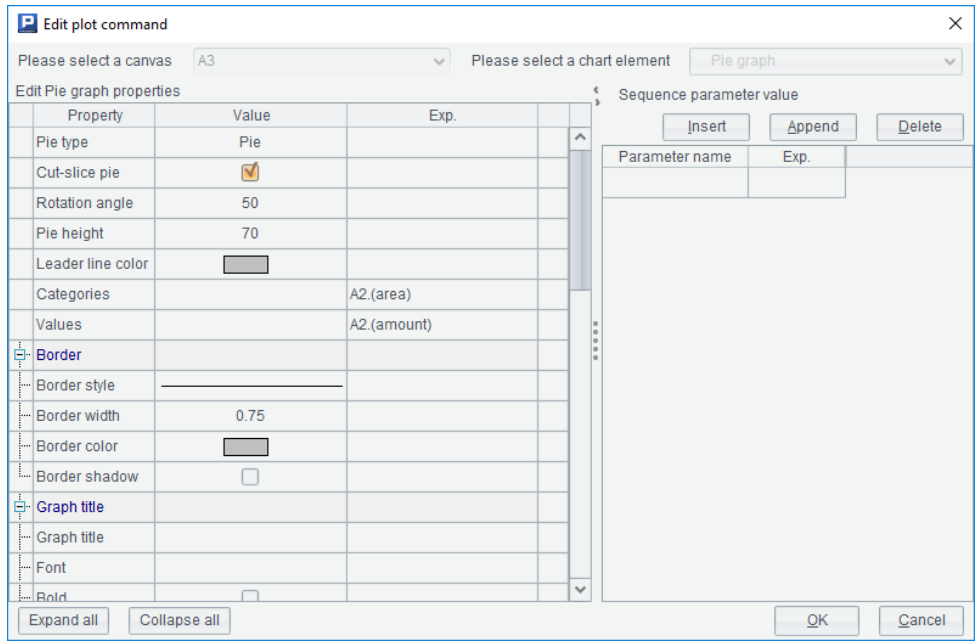 P Edit plot command
Please select a canvas A3 Please select a chart element Pie graph
Edit Pie graph properties Sequence parameter value
Insert Append Delete
Property Value Exp.
Parameter name Exp.
Pie type Pie
Cut-slice pie
Rotation angle 50
Pie height 70
Leader line color
Categories A2.(area)
Values A2.(amount)
Border
Border style
Border width 0.75
Border color
Border shadow
Graph title
Graph title
Font
Bold
Expand all Collapse all OK Cancel